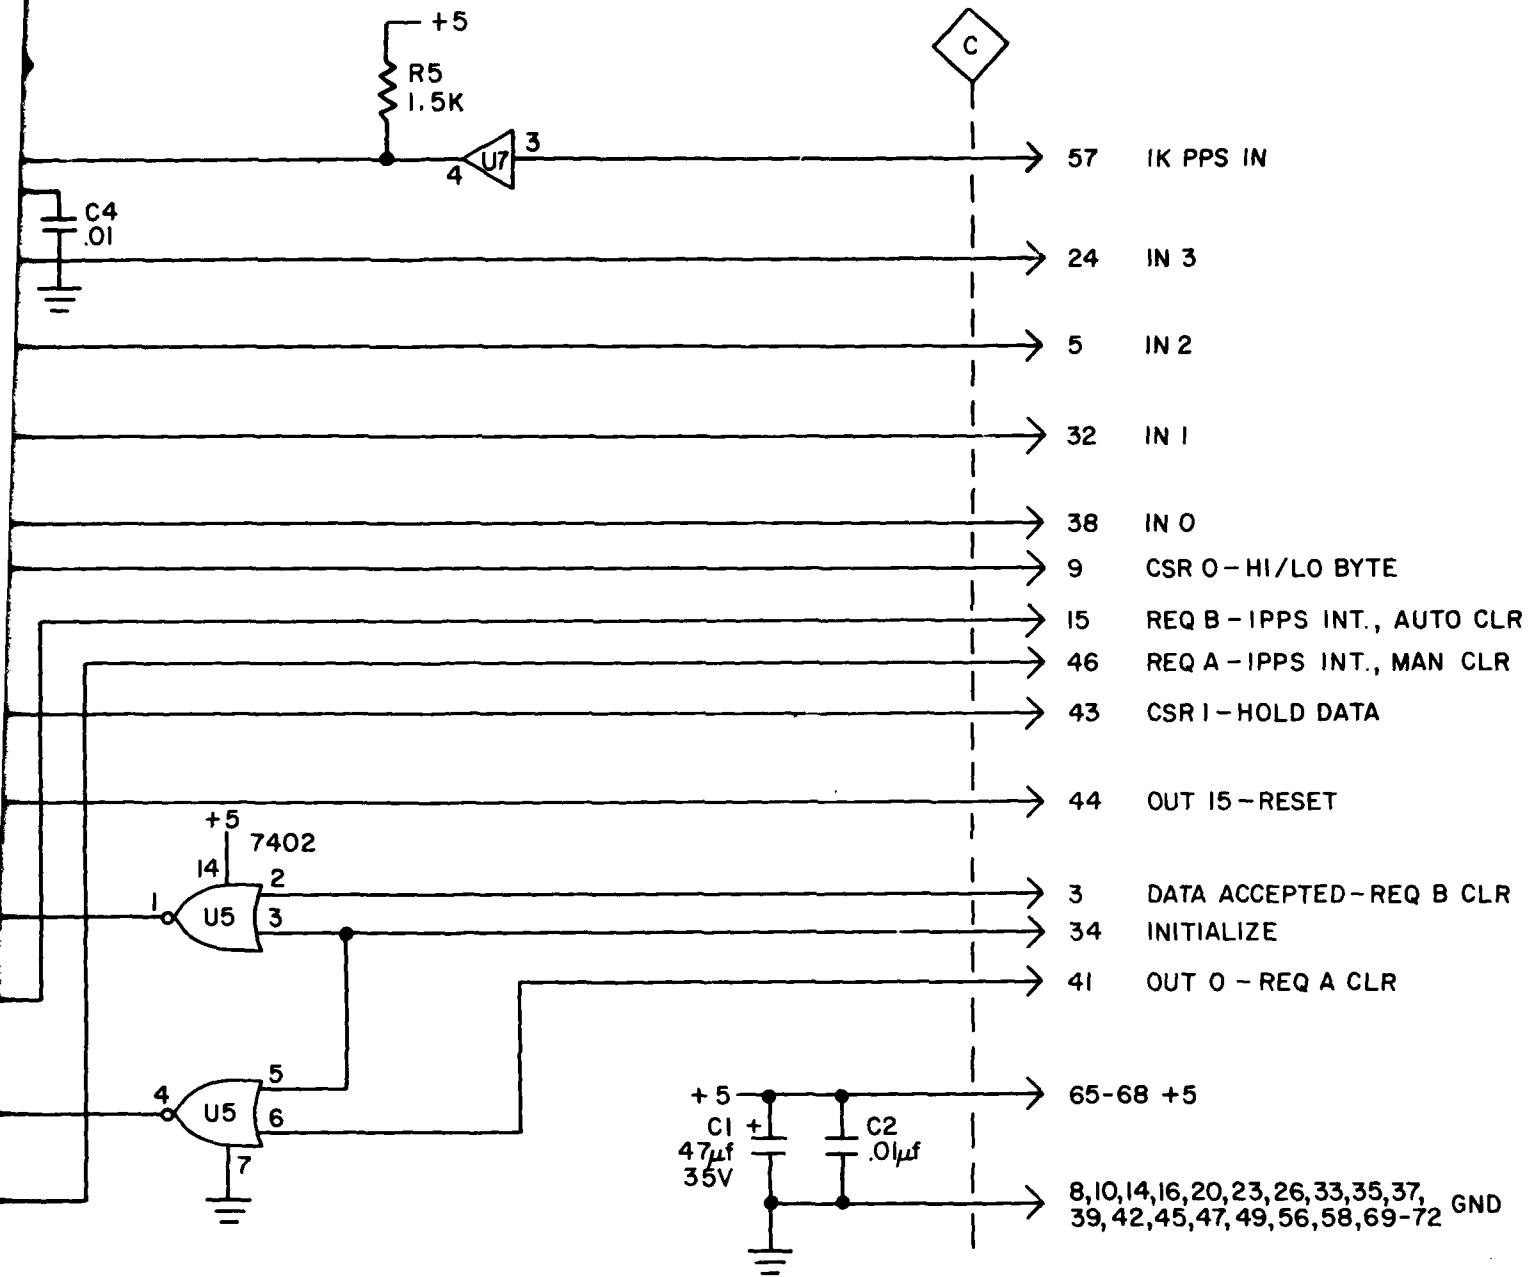 +5
C
R5
1.5K
3
U7
4
57 1K PPS IN
C4
.01
24 IN 3
5 IN 2
32 IN 1
38 IN 0
9 CSR 0-HI/LO BYTE
15 REQ B-1PPS INT., AUTO CLR
46 REQ A-1PPS INT., MAN CLR
43 CSR 1-HOLD DATA
44 OUT 15-RESET
+5
7402
14
2
1
U5
3
3 DATA ACCEPTED-REQ B CLR
34 INITIALIZE
41 OUT 0-REQ A CLR
5
4
U5
6
7
+5
65-68 +5
C1 +
47µf
35V
C2
.01µf
8,10,14,16,20,23,26,33,35,37,
39,42,45,47,49,56,58,69-72 GND